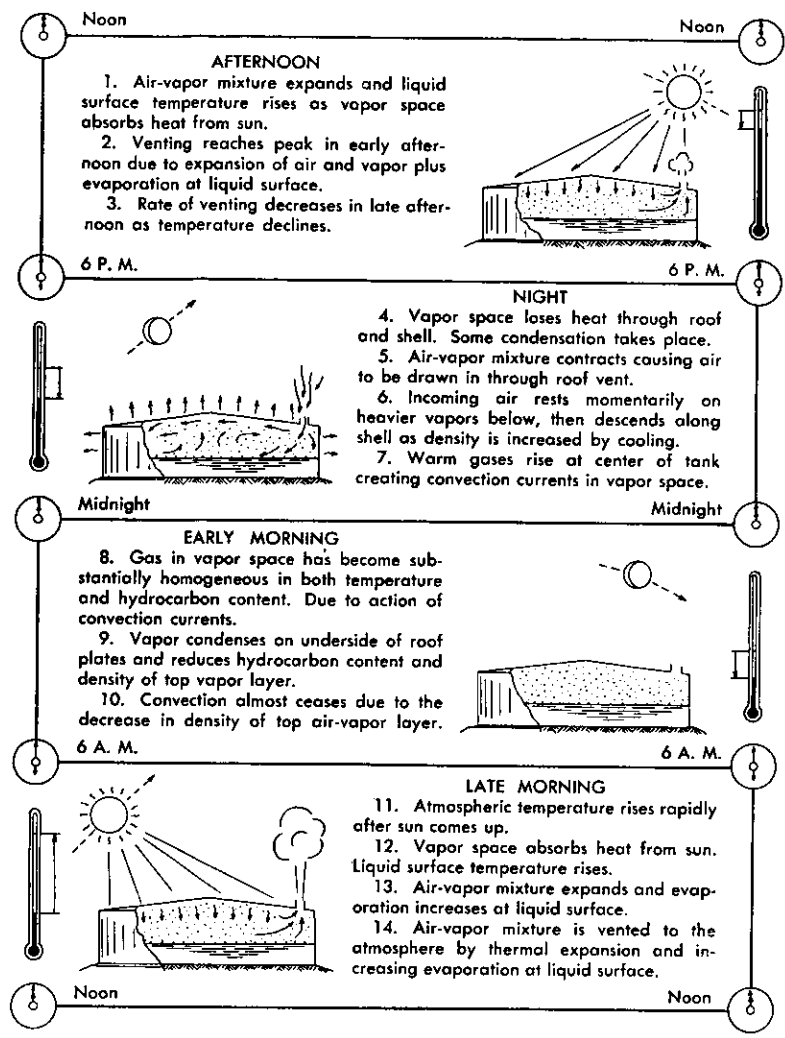 Noon
Noon
AFTERNOON
1. Air-vapor mixture expands and liquid
surface temperature rises as vapor space
absorbs heat from sun.
2. Venting reaches peak in early after-
noon due to expansion of air and vapor plus
evaporation at liquid surface.
3. Rate of venting decreases in late after-
noon as temperature declines.
6 P. M.
6 P. M.
NIGHT
4. Vapor space loses heat through roof
and shell. Some condensation takes place.
5. Air-vapor mixture contracts causing air
to be drawn in through roof vent.
6. Incoming air rests momentarily on
heavier vapors below, then descends along
shell as density is increased by cooling.
7. Warm gases rise at center of tank
creating convection currents in vapor space.
Midnight
Midnight
EARLY MORNING
8. Gas in vapor space has become sub-
stantially homogeneous in both temperature
and hydrocarbon content. Due to action of
convection currents.
9. Vapor condenses on underside of roof
plates and reduces hydrocarbon content and
density of top vapor layer.
10. Convection almost ceases due to the
decrease in density of top air-vapor layer.
6 A. M.
6 A. M.
LATE MORNING
11. Atmospheric temperature rises rapidly
after sun comes up.
12. Vapor space absorbs heat from sun.
Liquid surface temperature rises.
13. Air-vapor mixture expands and evap-
oration increases at liquid surface.
14. Air-vapor mixture is vented to the
atmosphere by thermal expansion and in-
creasing evaporation at liquid surface.
Noon
Noon